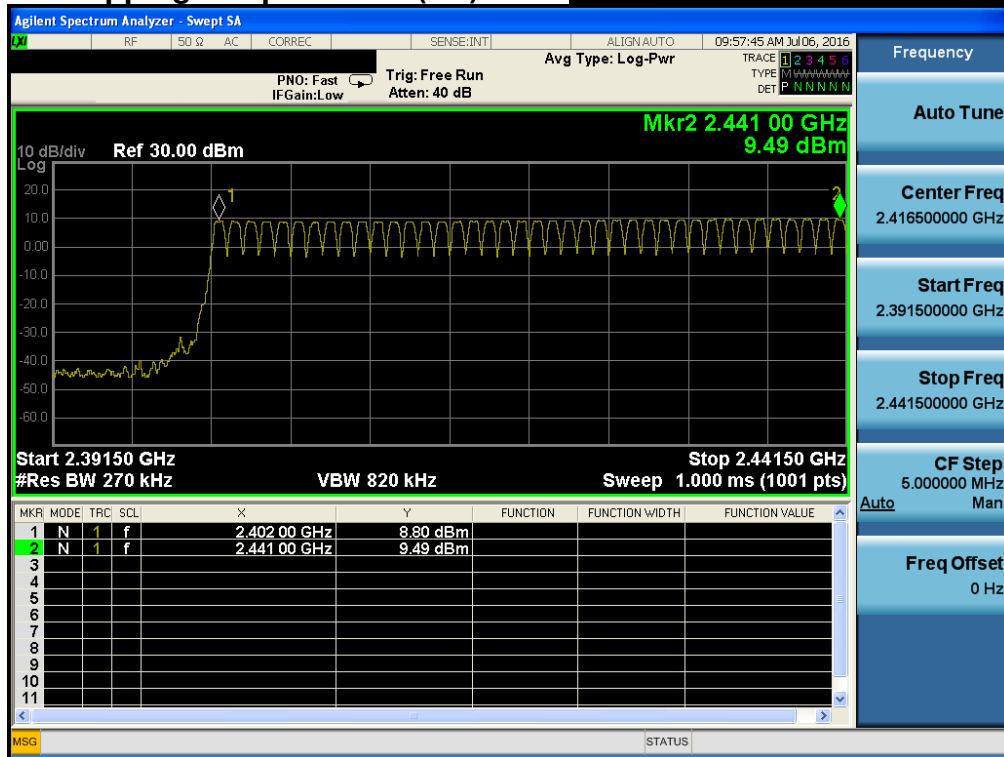 Agilent Spectrum Analyzer - Swept SA
LXI RF 50 Ω AC CORREC SENSE:INT ALIGN AUTO 09:57:45 AM Jul 06, 2016
Avg Type: Log-Pwr TRACE 1 2 3 4 5 6
PNO: Fast Trig: Free Run TYPE M W W W W W
IFGain:Low Atten: 40 dB DET P N N N N N
Mkr2 2.441 00 GHz
10 dB/div Ref 30.00 dBm 9.49 dBm
Log
20.0
10.0
0.00
-10.0
-20.0
-30.0
-40.0
-50.0
-60.0
1
2
Start 2.39150 GHz Stop 2.44150 GHz
#Res BW 270 kHz VBW 820 kHz Sweep 1.000 ms (1001 pts)
MKR MODE TRC SCL X Y FUNCTION FUNCTION WIDTH FUNCTION VALUE
1 N 1 f 2.402 00 GHz 8.80 dBm
2 N 1 f 2.441 00 GHz 9.49 dBm
3
4
5
6
7
8
9
10
11
MSG STATUS
Frequency
Auto Tune
Center Freq
2.416500000 GHz
Start Freq
2.391500000 GHz
Stop Freq
2.441500000 GHz
CF Step
5.000000 MHz
Auto Man
Freq Offset
0 Hz